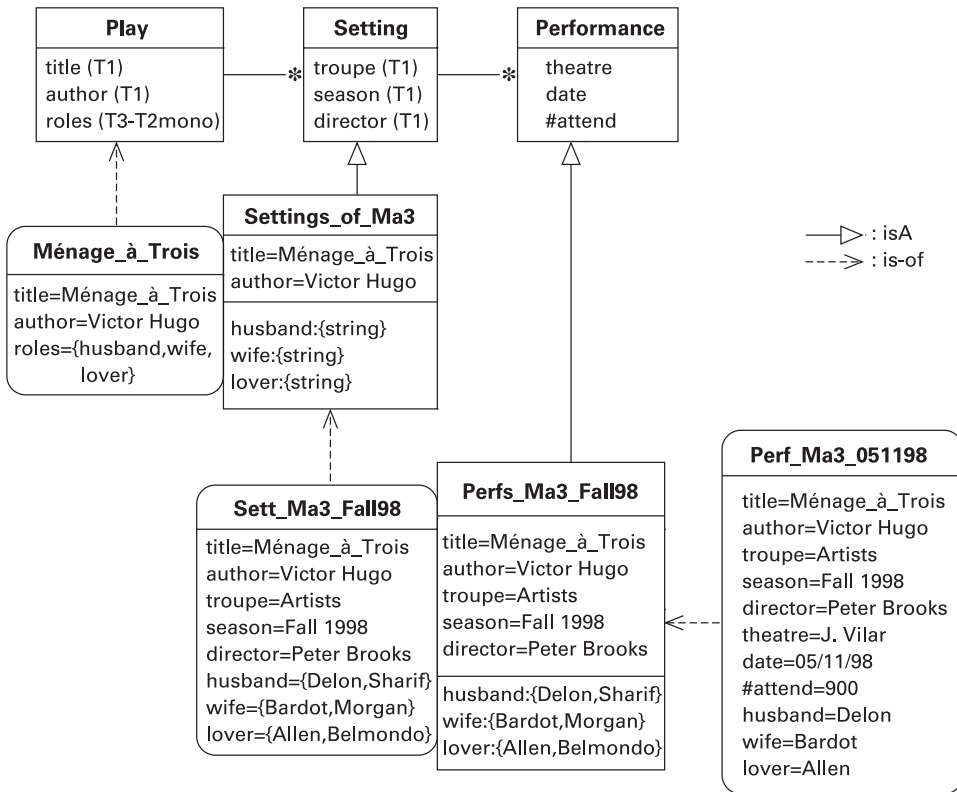 Play
title (T1)
author (T1)
roles (T3-T2mono)
*
Setting
troupe (T1)
season (T1)
director (T1)
*
Performance
theatre
date
#attend
Ménage_à_Trois
title=Ménage_à_Trois
author=Victor Hugo
roles={husband,wife,
lover}
Settings_of_Ma3
title=Ménage_à_Trois
author=Victor Hugo
husband:{string}
wife:{string}
lover:{string}
: isA
: is-of
Sett_Ma3_Fall98
title=Ménage_à_Trois
author=Victor Hugo
troupe=Artists
season=Fall 1998
director=Peter Brooks
husband={Delon,Sharif}
wife={Bardot,Morgan}
lover={Allen,Belmondo}
Perfs_Ma3_Fall98
title=Ménage_à_Trois
author=Victor Hugo
troupe=Artists
season=Fall 1998
director=Peter Brooks
husband:{Delon,Sharif}
wife:{Bardot,Morgan}
lover:{Allen,Belmondo}
Perf_Ma3_051198
title=Ménage_à_Trois
author=Victor Hugo
troupe=Artists
season=Fall 1998
director=Peter Brooks
theatre=J. Vilar
date=05/11/98
#attend=900
husband=Delon
wife=Bardot
lover=Allen